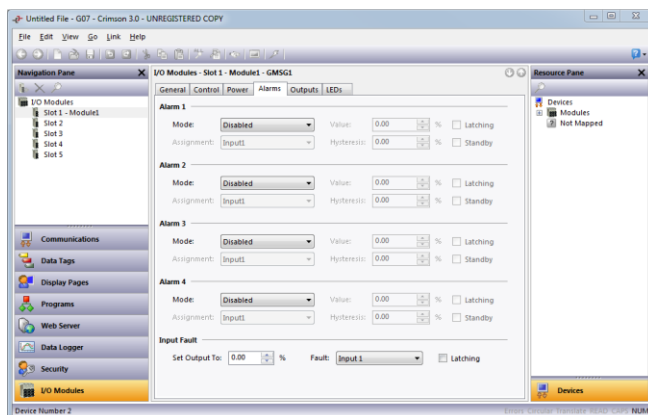 Untitled File - G07 - Crimson 3.0 - UNREGISTERED COPY
File Edit View Go Link Help
Navigation Pane
I/O Modules
Slot 1 - Module1
Slot 2
Slot 3
Slot 4
Slot 5
Communications
Data Tags
Display Pages
Programs
Web Server
Data Logger
Security
I/O Modules
I/O Modules - Slot 1 - Module1 - GMSG1
General Control Power Alarms Outputs LEDs
Alarm 1
Mode: Disabled Value: 0.00 % Latching
Assignment: Input1 Hysteresis: 0.00 % Standby
Alarm 2
Mode: Disabled Value: 0.00 % Latching
Assignment: Input1 Hysteresis: 0.00 % Standby
Alarm 3
Mode: Disabled Value: 0.00 % Latching
Assignment: Input1 Hysteresis: 0.00 % Standby
Alarm 4
Mode: Disabled Value: 0.00 % Latching
Assignment: Input1 Hysteresis: 0.00 % Standby
Input Fault
Set Output To: 0.00 % Fault: Input 1 Latching
Resource Pane
Devices
Modules
Not Mapped
Devices
Device Number 2
Errors Circular Translate READ CAPS NUM